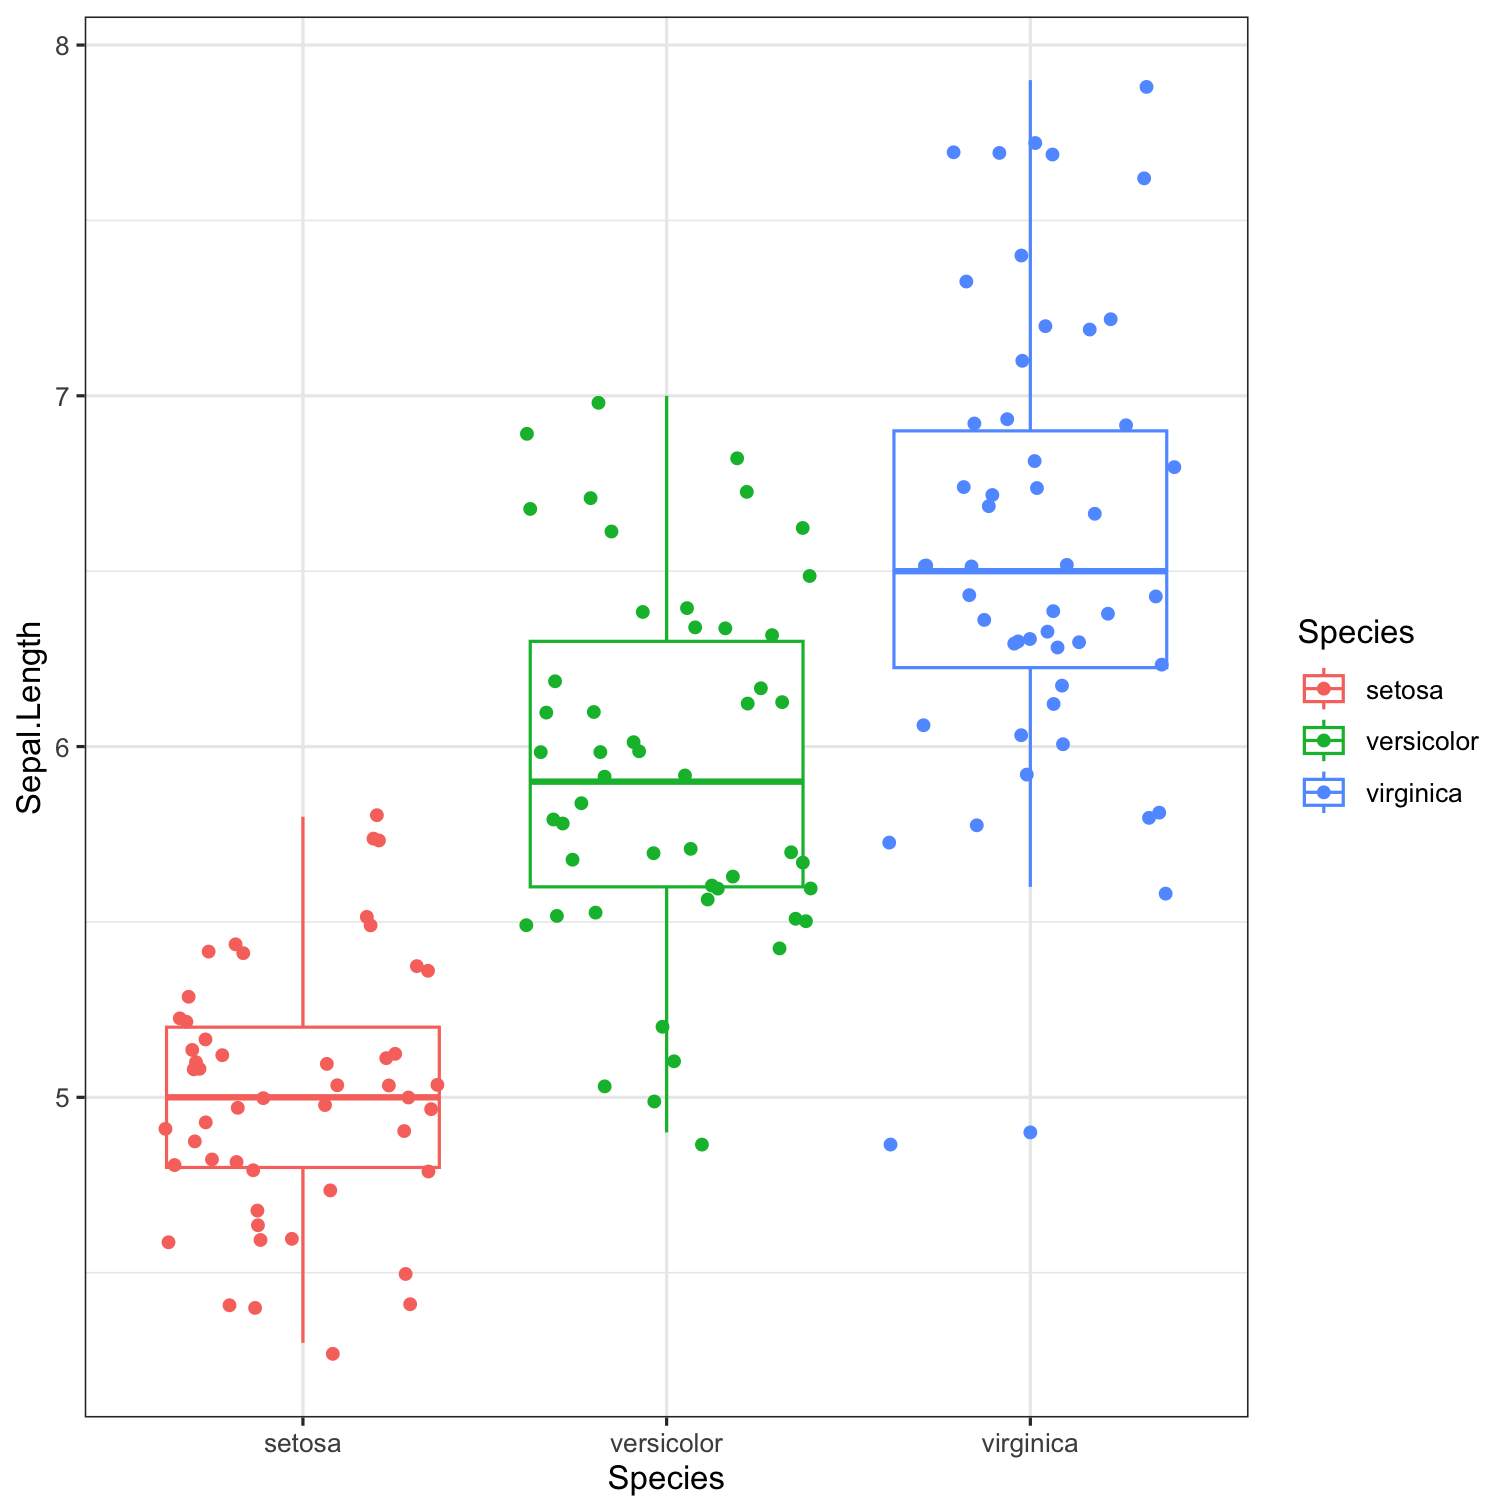 8
7
6
5
Sepal.Length
setosa
versicolor
virginica
Species
Species
setosa
versicolor
virginica